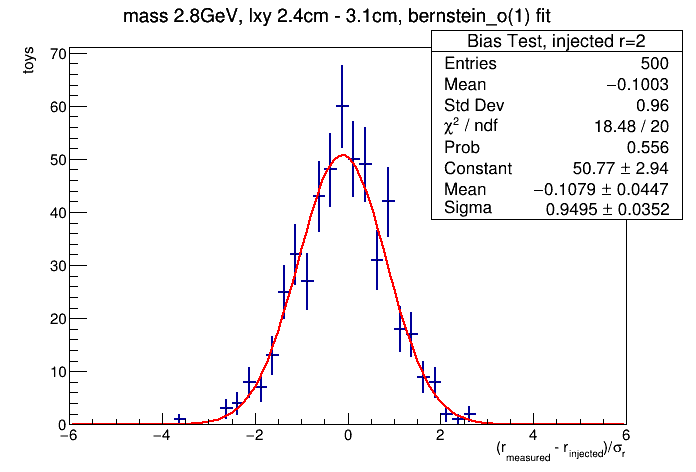 mass 2.8GeV, lxy 2.4cm - 3.1cm, bernstein_o(1) fit
Bias Test, injected r=2
Entries 500
Mean −0.1003
Std Dev 0.96
χ² / ndf 18.48 / 20
Prob 0.556
Constant 50.77 ± 2.94
Mean −0.1079 ± 0.0447
Sigma 0.9495 ± 0.0352
toys
70
60
50
40
30
20
10
0
−6 −4 −2 0 2 4 6
(r_measured - r_injected)/σ_r